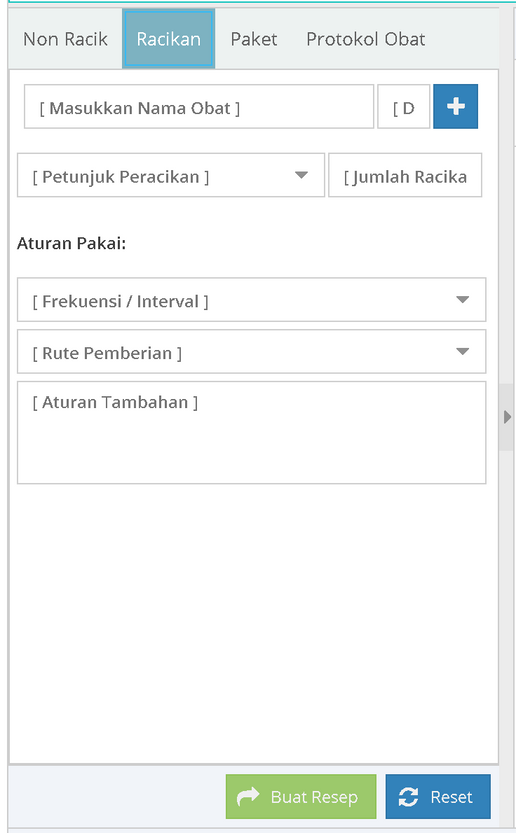 Non Racik Racikan Paket Protokol Obat
[ Masukkan Nama Obat ] [ D
[ Petunjuk Peracikan ] [ Jumlah Racika
Aturan Pakai:
[ Frekuensi / Interval ]
[ Rute Pemberian ]
[ Aturan Tambahan ]
Buat Resep Reset